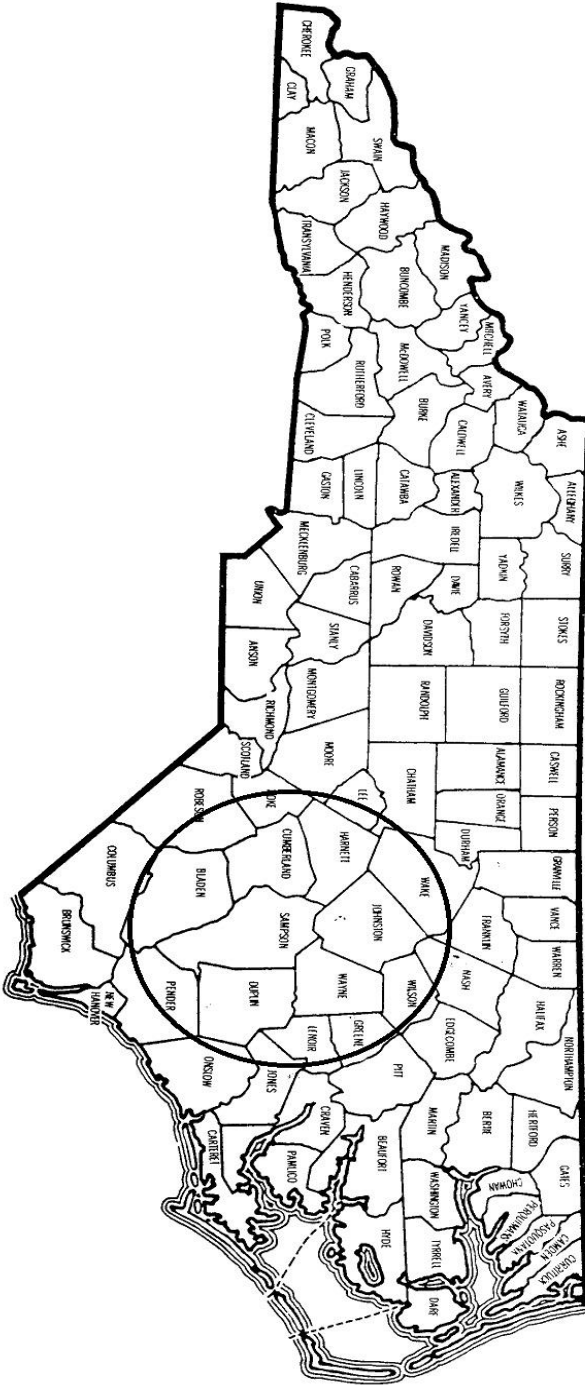 ASHE
ALLEGHANY
SURRY
STOKES
ROCKINGHAM
CASWELL
PERSON
GRANVILLE
VANCE
WARREN
NORTHAMPTON
HERTFORD
GATES
CAMDEN
CURRITUCK
PASQUOTANK
PERQUIMANS
CHOWAN
WATAUGA
WILKES
YADKIN
FORSYTH
GUILFORD
ALAMANCE
ORANGE
DURHAM
FRANKLIN
HALIFAX
BERTIE
MITCHELL
AVERY
CALDWELL
ALEXANDER
IREDELL
DAVIE
DAVIDSON
RANDOLPH
CHATHAM
WAKE
NASH
EDGECOMBE
MARTIN
WASHINGTON
TYRRELL
DARE
MADISON
YANCEY
McDOWELL
BURKE
CATAWBA
ROWAN
WILSON
PITT
BEAUFORT
HYDE
GRAHAM
SWAIN
HAYWOOD
BUNCOMBE
RUTHERFORD
LINCOLN
CABARRUS
STANLY
MONTGOMERY
MOORE
LEE
HARNETT
JOHNSTON
WAYNE
GREENE
LENOIR
CRAVEN
PAMLICO
CHEROKEE
CLAY
MACON
JACKSON
TRANSYLVANIA
HENDERSON
POLK
CLEVELAND
GASTON
MECKLENBURG
UNION
ANSON
RICHMOND
SCOTLAND
HOKE
CUMBERLAND
SAMPSON
DUPLIN
JONES
CARTERET
ROBESON
BLADEN
PENDER
ONSLOW
COLUMBUS
BRUNSWICK
NEW
HANOVER